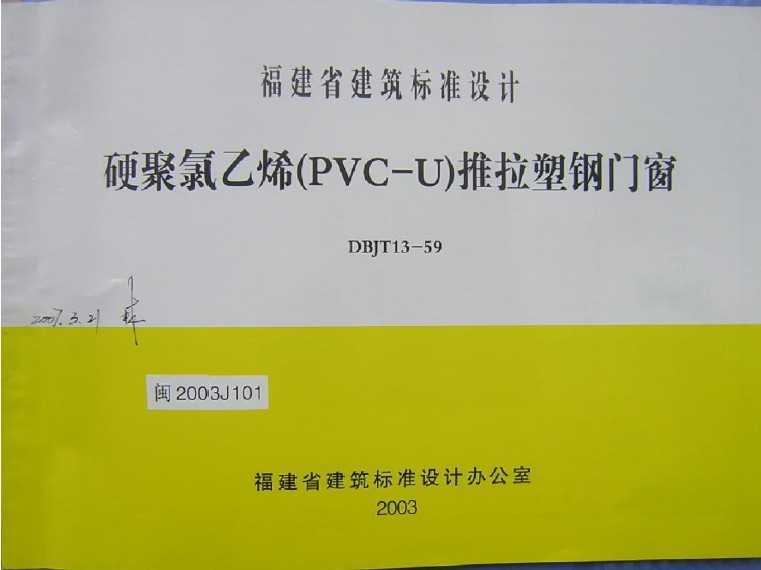 福建省建筑标准设计
硬聚氯乙烯(PVC-U)推拉塑钢门窗
DBJT13-59
2007.3.21
闽2003J101
福建省建筑标准设计办公室
2003